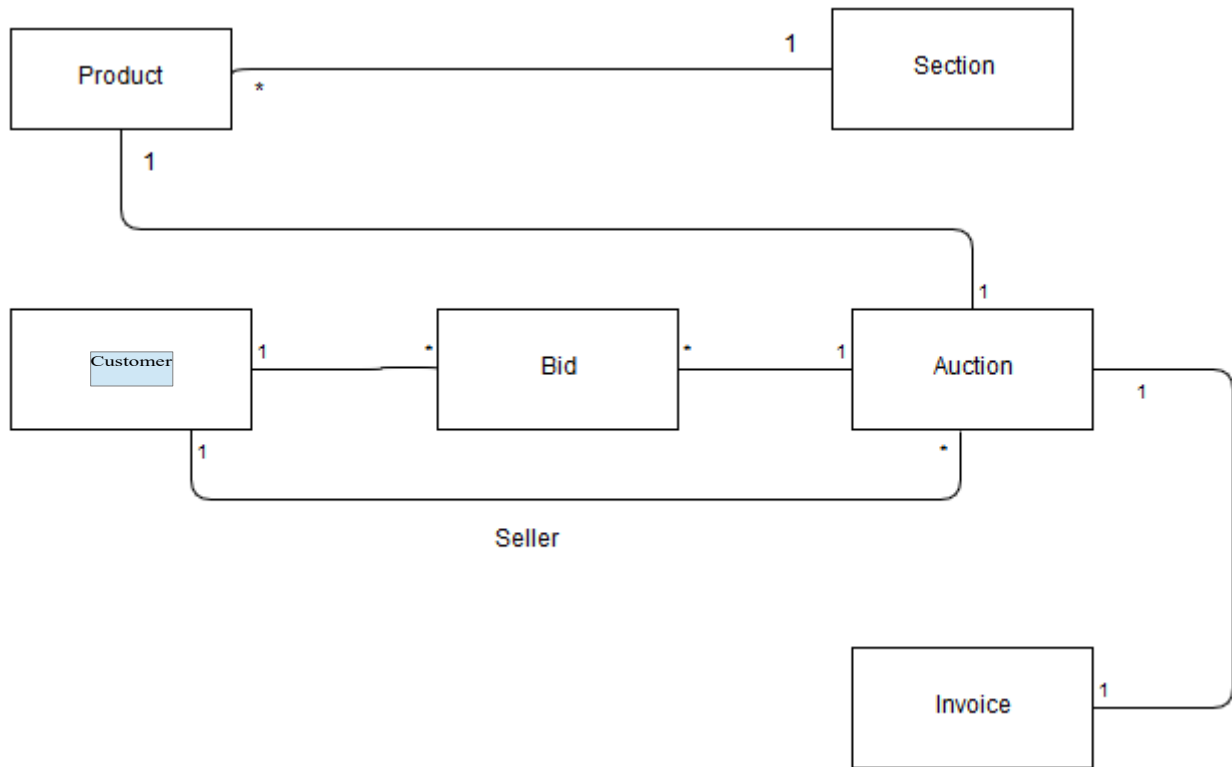 Product
1
*
1
Section
1
1
Customer
1
*
Bid
*
1
Auction
1
1
*
Seller
Invoice
1